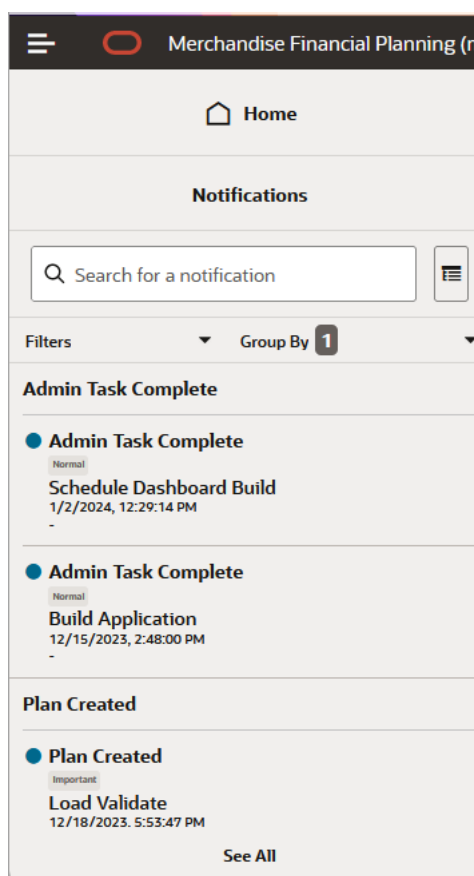 Merchandise Financial Planning (
Home
Notifications
Search for a notification
Filters Group By 1
Admin Task Complete
Admin Task Complete
Normal
Schedule Dashboard Build
1/2/2024, 12:29:14 PM
-
Admin Task Complete
Normal
Build Application
12/15/2023, 2:48:00 PM
-
Plan Created
Plan Created
Important
Load Validate
12/18/2023. 5:53:47 PM
See All